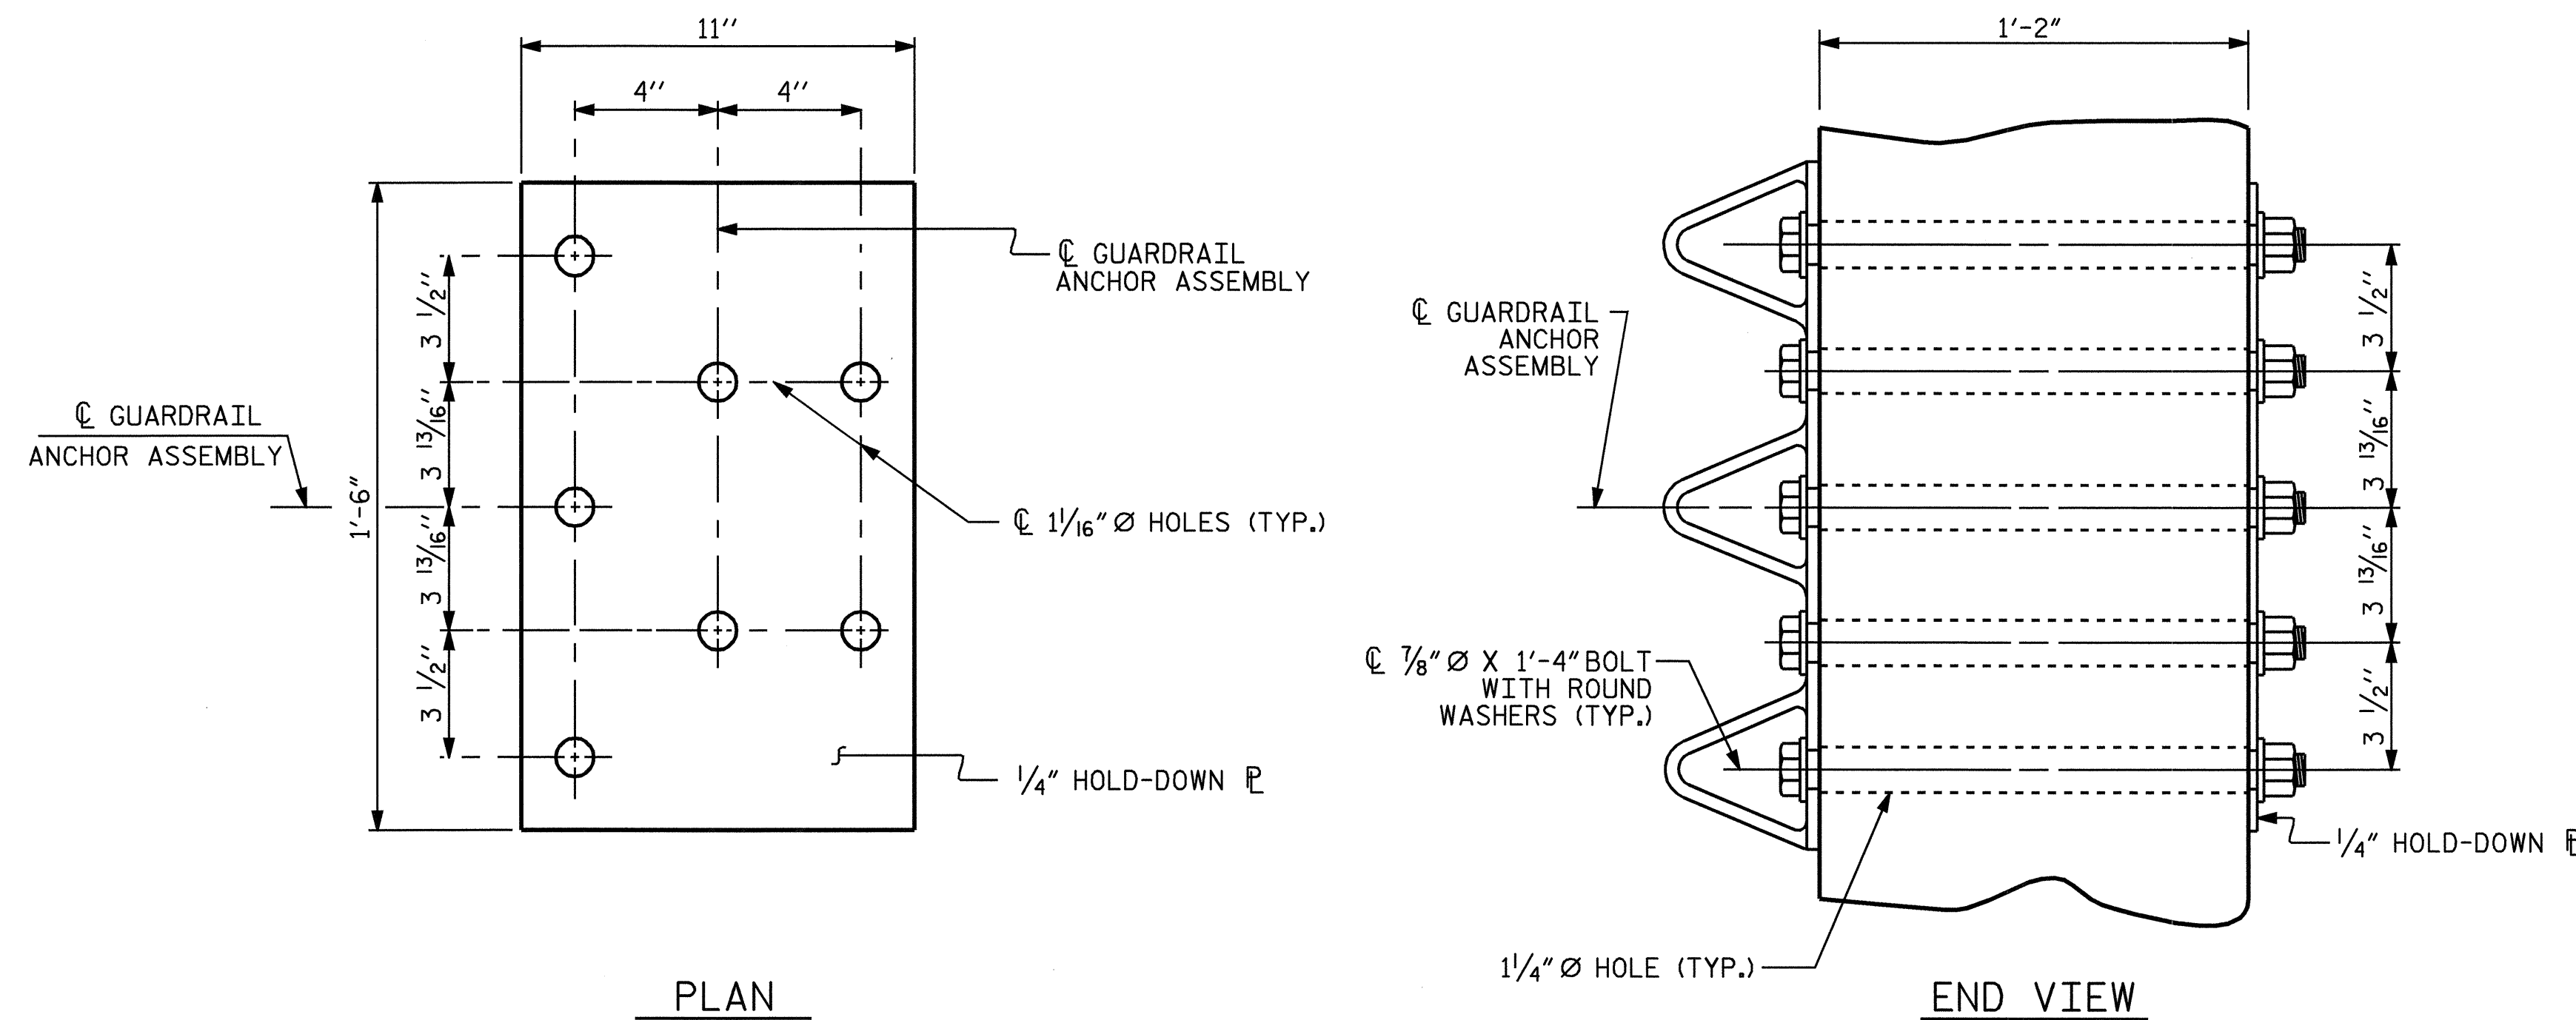 11''
4'' 4''
℄ GUARDRAIL
ANCHOR ASSEMBLY
3 1/2''
3 13/16''
3 13/16''
3 1/2''
1'-6"
℄ GUARDRAIL
ANCHOR ASSEMBLY
℄ 1 1/16" Ø HOLES (TYP.)
1/4" HOLD-DOWN ℙL
PLAN
1'-2"
℄ GUARDRAIL
ANCHOR
ASSEMBLY
3 1/2''
3 13/16''
3 13/16''
3 1/2''
℄ 7/8" Ø X 1'-4" BOLT
WITH ROUND
WASHERS (TYP.)
1/4" HOLD-DOWN ℙL
1 1/4" Ø HOLE (TYP.)
END VIEW